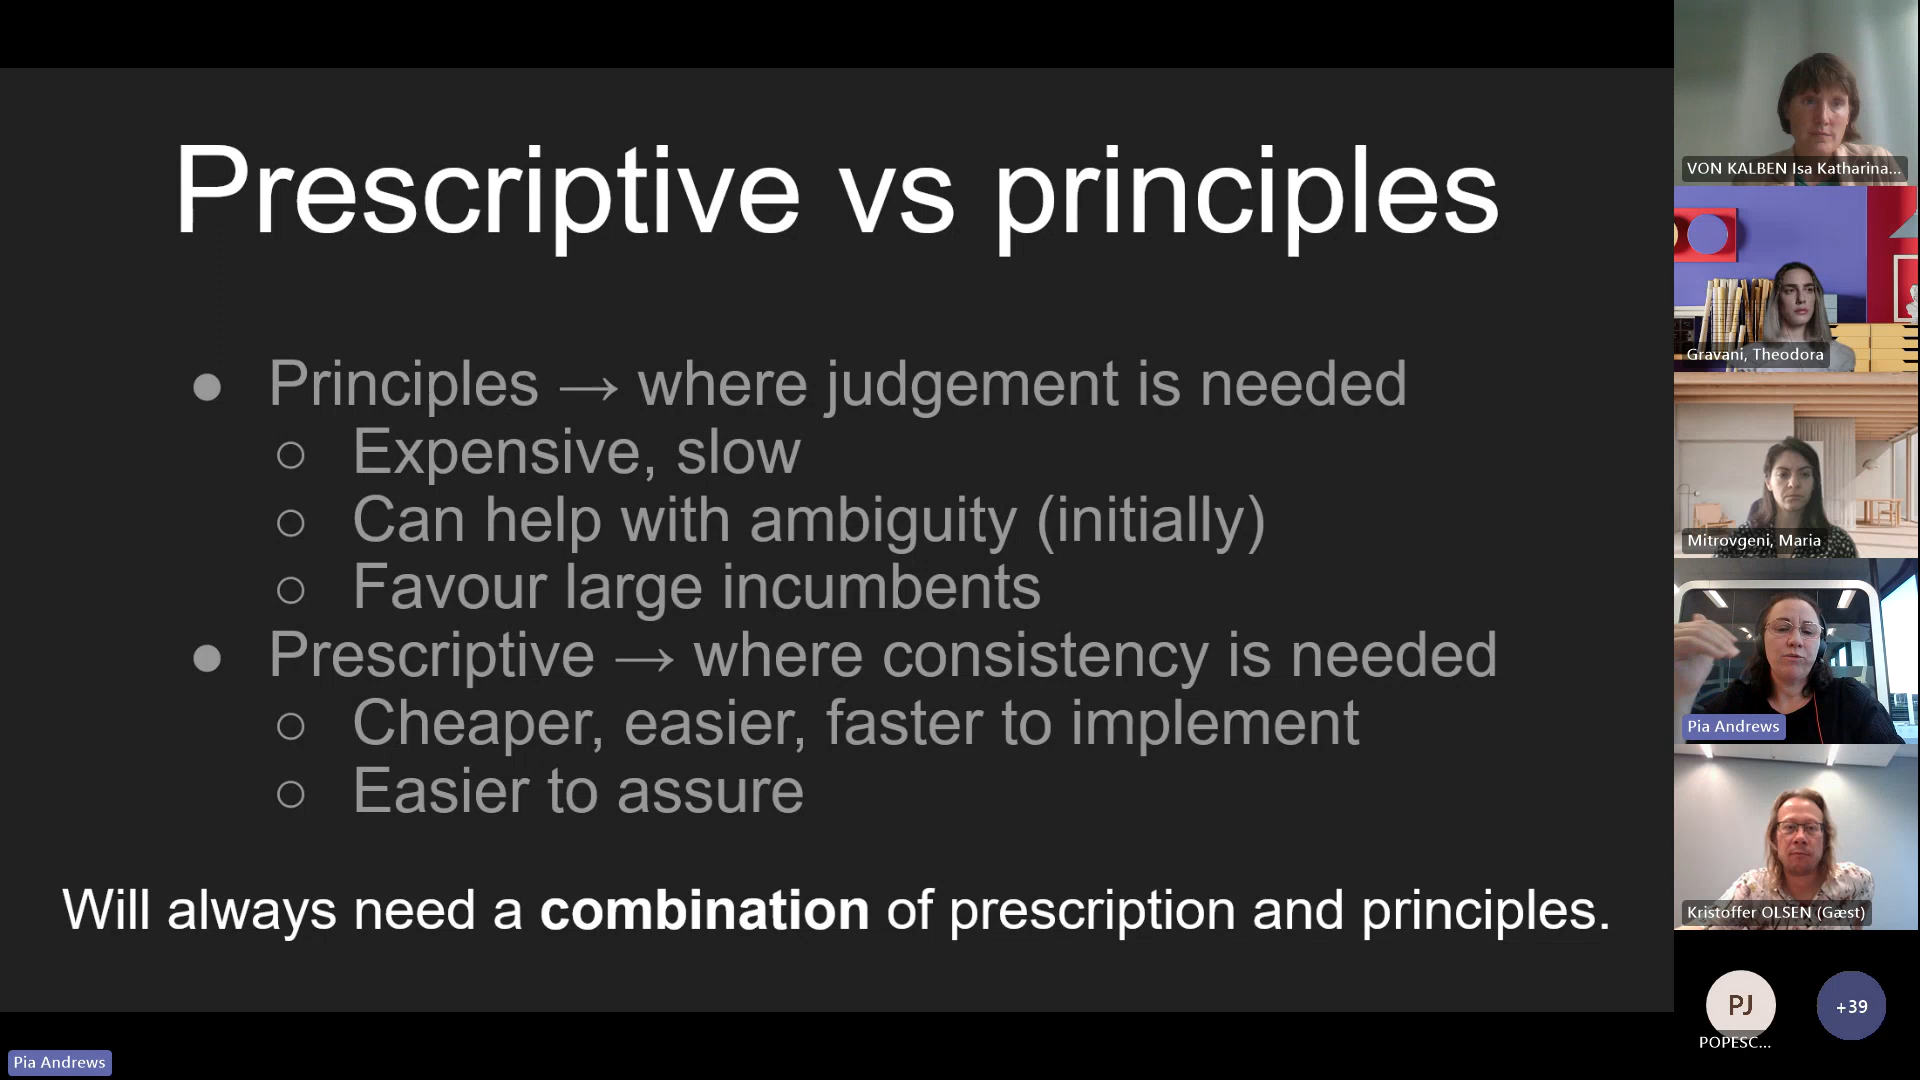 Prescriptive vs principles
● Principles → where judgement is needed
○ Expensive, slow
○ Can help with ambiguity (initially)
○ Favour large incumbents
● Prescriptive → where consistency is needed
○ Cheaper, easier, faster to implement
○ Easier to assure
Will always need a combination of prescription and principles.
Pia Andrews
VON KALBEN Isa Katharina...
Gravani, Theodora
Mitrovgeni, Maria
Pia Andrews
Kristoffer OLSEN (Gæst)
PJ
POPESC...
+39